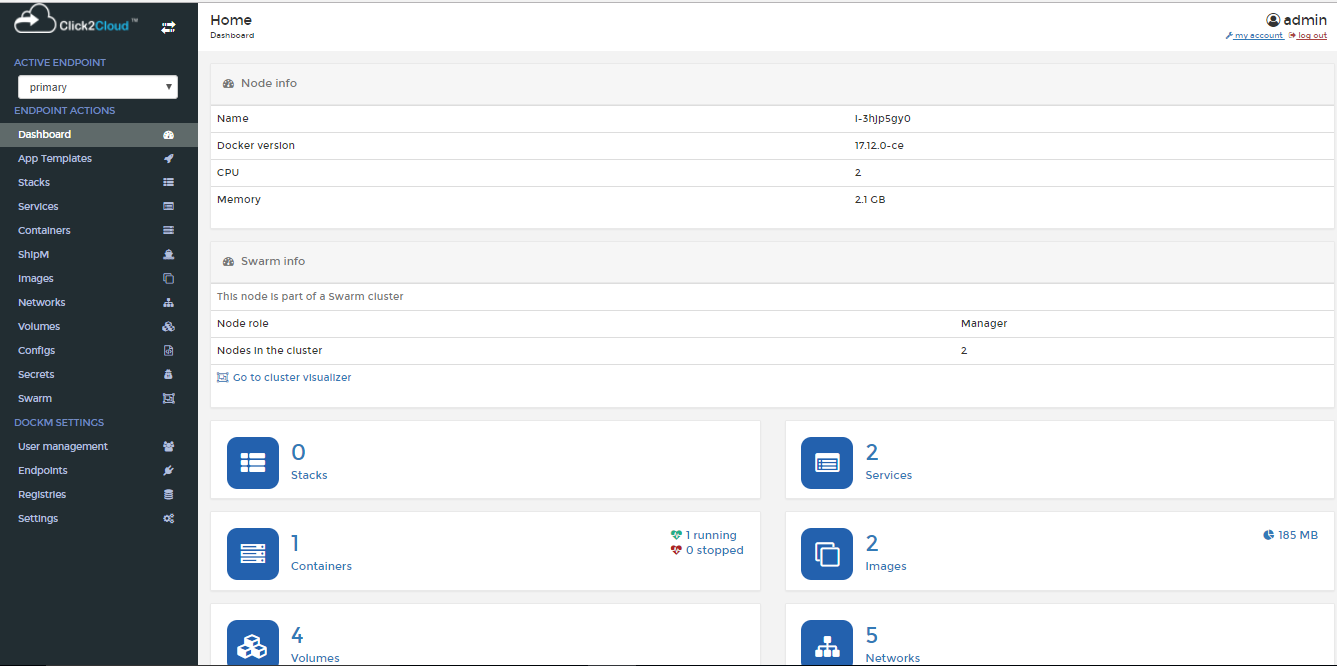 Click2Cloud ™
ACTIVE ENDPOINT
primary
ENDPOINT ACTIONS
Dashboard
App Templates
Stacks
Services
Containers
ShipM
Images
Networks
Volumes
Configs
Secrets
Swarm
DOCKM SETTINGS
User management
Endpoints
Registries
Settings
Home
Dashboard
admin
my account log out
Node info
Name i-3hjp5gy0
Docker version 17.12.0-ce
CPU 2
Memory 2.1 GB
Swarm info
This node is part of a Swarm cluster
Node role Manager
Nodes in the cluster 2
Go to cluster visualizer
0
Stacks
2
Services
1
Containers
1 running
0 stopped
2
Images
185 MB
4
Volumes
5
Networks